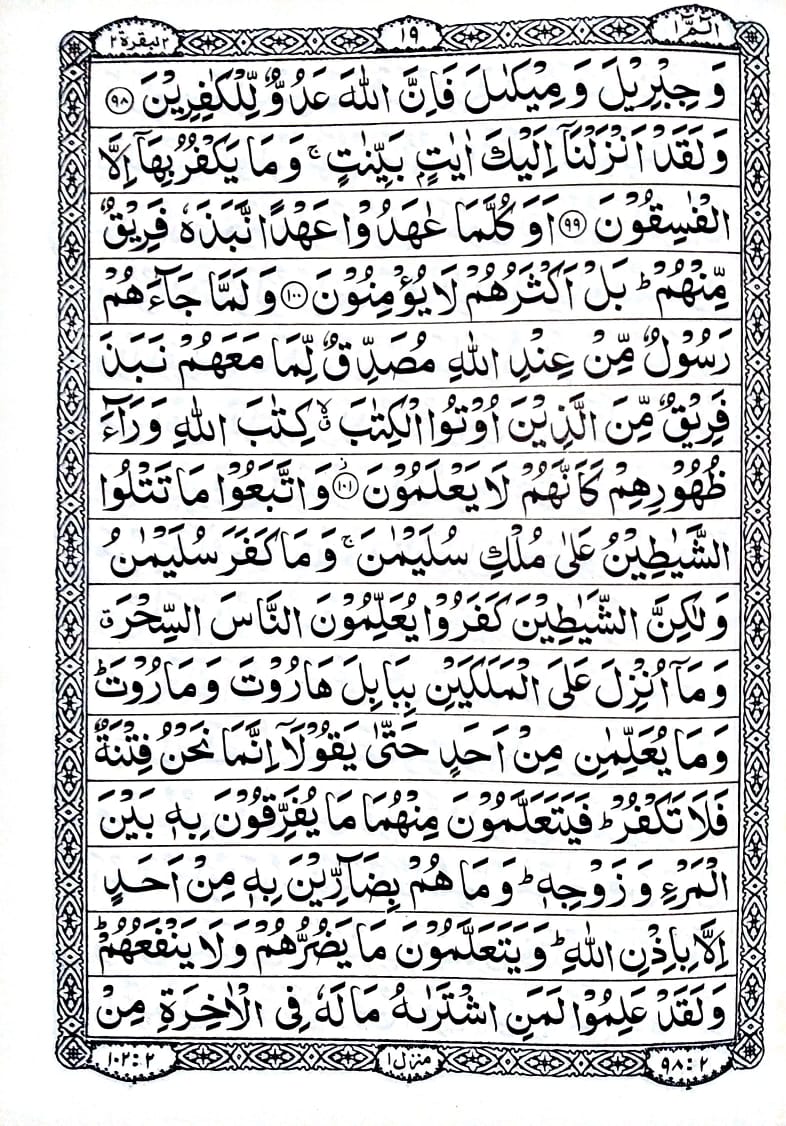 الٓمّٓ ١
١٩
البقرة ٢
وَ جِبْرِيْلَ وَ مِيْكٰىلَ فَاِنَّ اللّٰهَ عَدُوٌّ لِّلْكٰفِرِيْنَ ﴿٩٨﴾
وَ لَقَدْ اَنْزَلْنَاۤ اِلَيْكَ اٰيٰتٍۭ بَيِّنٰتٍ ۚ وَ مَا يَكْفُرُ بِهَاۤ اِلَّا
الْفٰسِقُوْنَ ﴿٩٩﴾ اَوَ كُلَّمَا عٰهَدُوْا عَهْدًا نَّبَذَهٗ فَرِيْقٌ
مِّنْهُمْ ؕ بَلْ اَكْثَرُهُمْ لَا يُؤْمِنُوْنَ ﴿١٠٠﴾ وَ لَمَّا جَآءَهُمْ
رَسُوْلٌ مِّنْ عِنْدِ اللّٰهِ مُصَدِّقٌ لِّمَا مَعَهُمْ نَبَذَ
فَرِيْقٌ مِّنَ الَّذِيْنَ اُوْتُوا الْكِتٰبَ ۙۗ كِتٰبَ اللّٰهِ وَرَآءَ
ظُهُوْرِهِمْ كَاَنَّهُمْ لَا يَعْلَمُوْنَ ﴿١٠١﴾ؗ وَ اتَّبَعُوْا مَا تَتْلُوا
الشَّيٰطِيْنُ عَلٰى مُلْكِ سُلَيْمٰنَ ۚ وَ مَا كَفَرَ سُلَيْمٰنُ
وَ لٰكِنَّ الشَّيٰطِيْنَ كَفَرُوْا يُعَلِّمُوْنَ النَّاسَ السِّحْرَ ۗ
وَ مَاۤ اُنْزِلَ عَلَى الْمَلَكَيْنِ بِبَابِلَ هَارُوْتَ وَ مَارُوْتَ ؕ
وَ مَا يُعَلِّمٰنِ مِنْ اَحَدٍ حَتّٰى يَقُوْلَاۤ اِنَّمَا نَحْنُ فِتْنَةٌ
فَلَا تَكْفُرْ ؕ فَيَتَعَلَّمُوْنَ مِنْهُمَا مَا يُفَرِّقُوْنَ بِهٖ بَيْنَ
الْمَرْءِ وَ زَوْجِهٖ ؕ وَ مَا هُمْ بِضَآرِّيْنَ بِهٖ مِنْ اَحَدٍ
اِلَّا بِاِذْنِ اللّٰهِ ؕ وَ يَتَعَلَّمُوْنَ مَا يَضُرُّهُمْ وَ لَا يَنْفَعُهُمْ ؕ
وَ لَقَدْ عَلِمُوْا لَمَنِ اشْتَرٰىهُ مَا لَهٗ فِى الْاٰخِرَةِ مِنْ
٢:٩٨
منزل ١
٢:١٠٢